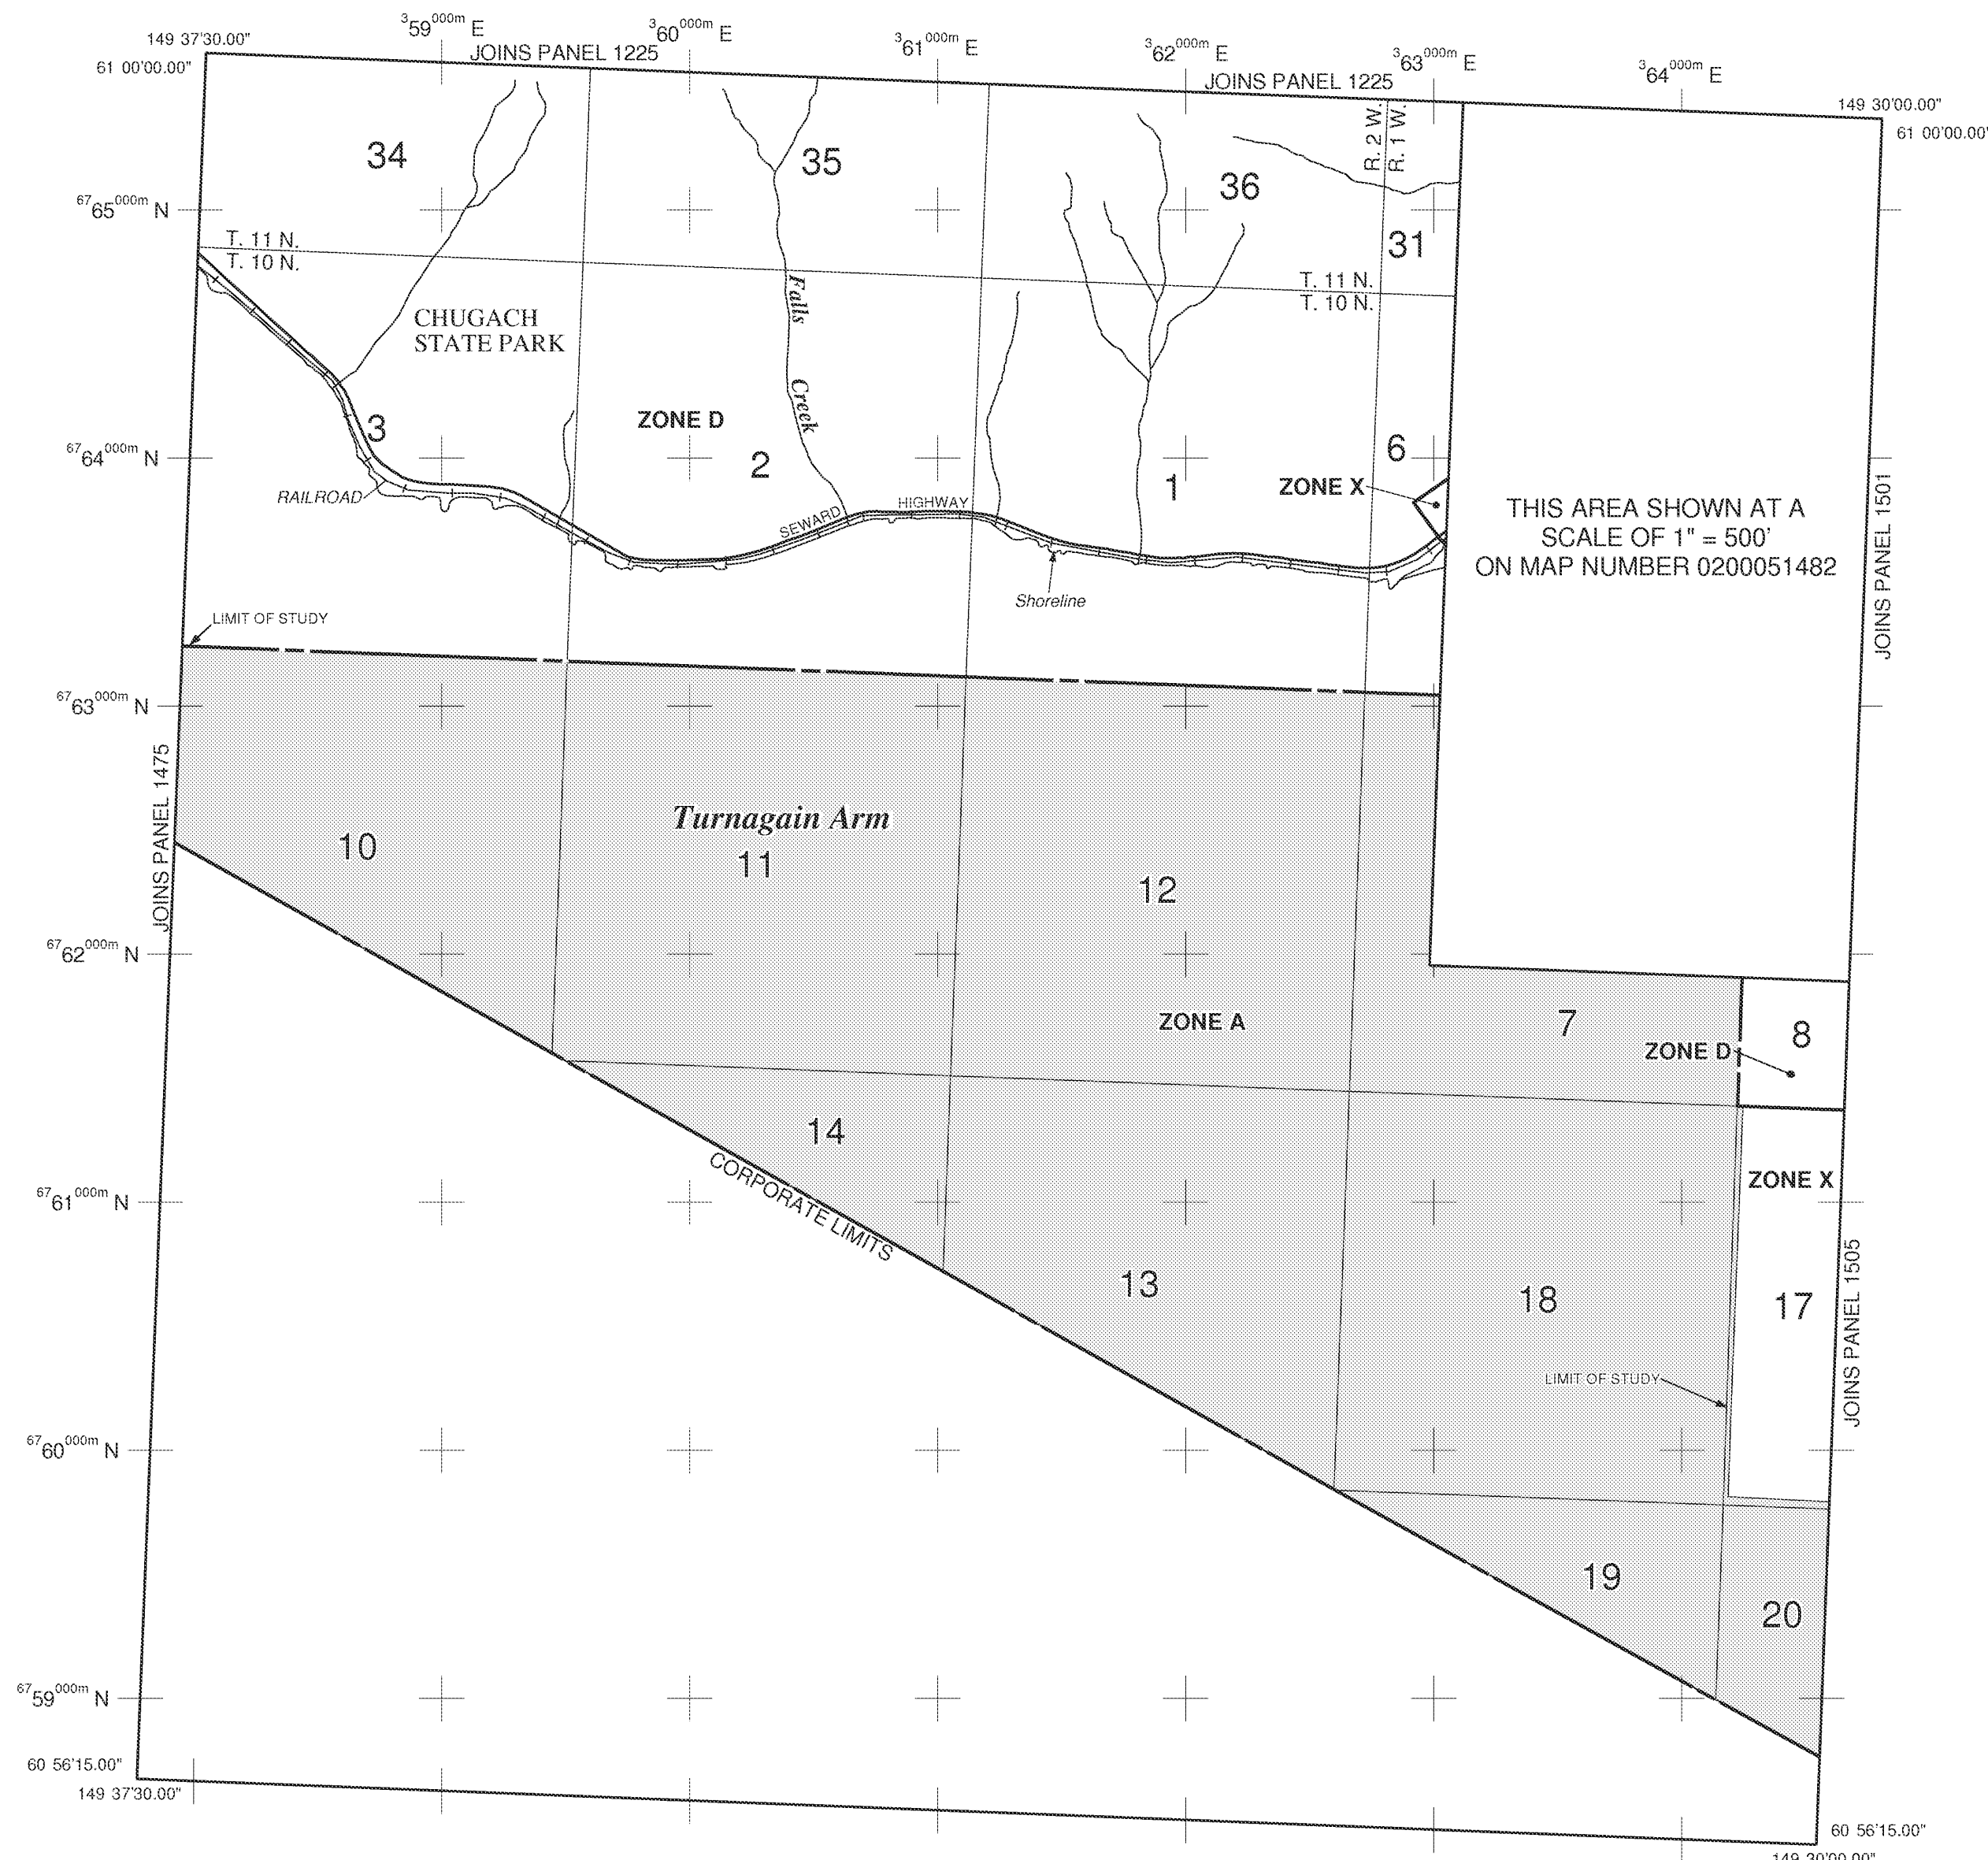 ³59⁰⁰⁰ᵐ E
³60⁰⁰⁰ᵐ E
³61⁰⁰⁰ᵐ E
³62⁰⁰⁰ᵐ E
³63⁰⁰⁰ᵐ E
³64⁰⁰⁰ᵐ E
149 37'30.00"
JOINS PANEL 1225
JOINS PANEL 1225
149 30'00.00"
61 00'00.00"
61 00'00.00"
34
35
36
R. 2 W.
R. 1 W.
⁶⁷65⁰⁰⁰ᵐ N
T. 11 N.
T. 10 N.
31
T. 11 N.
T. 10 N.
CHUGACH
STATE PARK
Falls
Creek
ZONE D
3
2
1
6
⁶⁷64⁰⁰⁰ᵐ N
RAILROAD
SEWARD
HIGHWAY
ZONE X
THIS AREA SHOWN AT A
SCALE OF 1" = 500'
ON MAP NUMBER 0200051482
JOINS PANEL 1501
Shoreline
LIMIT OF STUDY
⁶⁷63⁰⁰⁰ᵐ N
JOINS PANEL 1475
Turnagain Arm
10
11
12
⁶⁷62⁰⁰⁰ᵐ N
ZONE A
7
8
ZONE D
14
CORPORATE LIMITS
ZONE X
⁶⁷61⁰⁰⁰ᵐ N
13
18
17
JOINS PANEL 1505
LIMIT OF STUDY
⁶⁷60⁰⁰⁰ᵐ N
19
20
⁶⁷59⁰⁰⁰ᵐ N
60 56'15.00"
149 37'30.00"
60 56'15.00"
149 30'00.00"